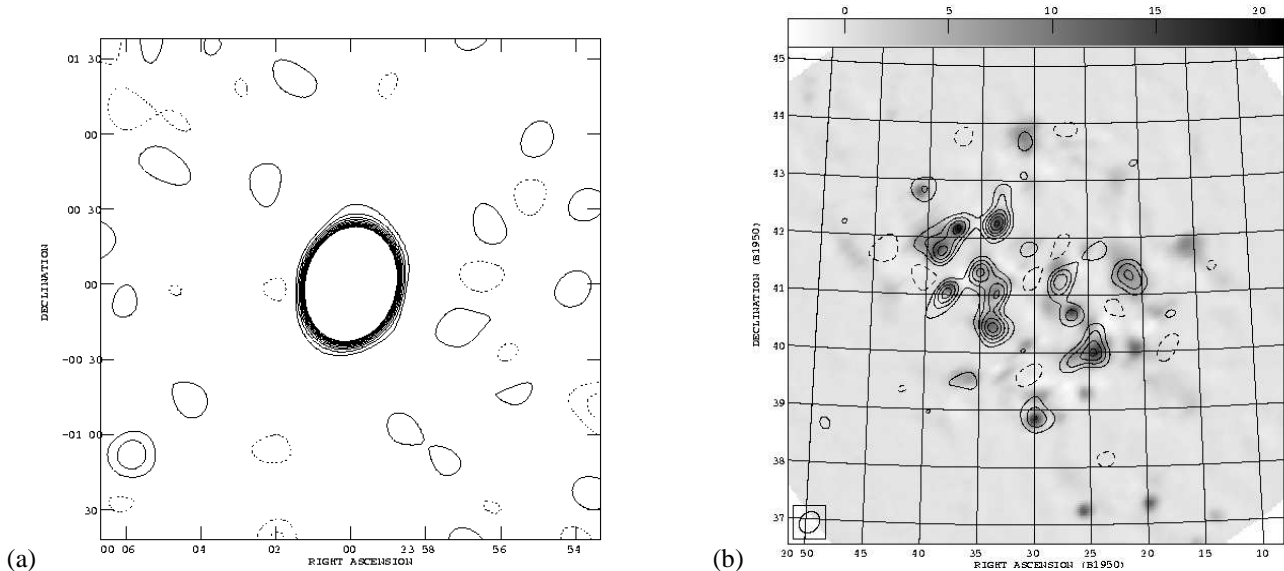 0 5 10 15 20
01 30
00
00 30
00
-00 30
-01 00
30
DECLINATION
00 06 04 02 00 23 58 56 54
RIGHT ASCENSION
(a)
45
44
43
42
41
40
39
38
37
DECLINATION (B1950)
20 50 45 40 35 30 25 20 15 10
RIGHT ASCENSION (B1950)
(b)